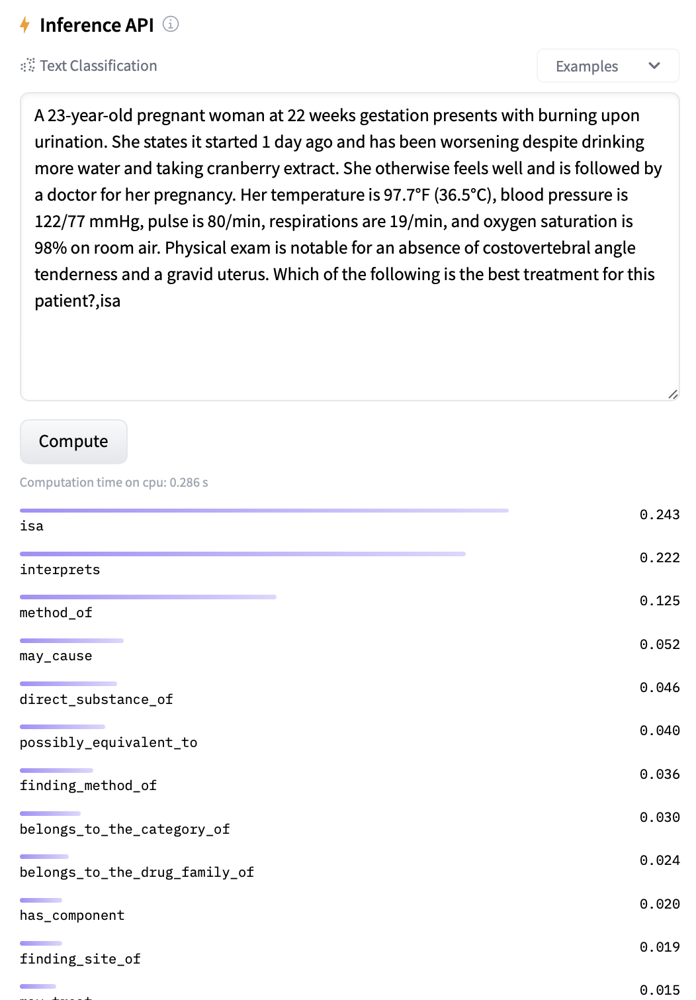 Inference API
Text Classification
Examples
A 23-year-old pregnant woman at 22 weeks gestation presents with burning upon
urination. She states it started 1 day ago and has been worsening despite drinking
more water and taking cranberry extract. She otherwise feels well and is followed by
a doctor for her pregnancy. Her temperature is 97.7°F (36.5°C), blood pressure is
122/77 mmHg, pulse is 80/min, respirations are 19/min, and oxygen saturation is
98% on room air. Physical exam is notable for an absence of costovertebral angle
tenderness and a gravid uterus. Which of the following is the best treatment for this
patient?,isa
Compute
Computation time on cpu: 0.286 s
isa 0.243
interprets 0.222
method_of 0.125
may_cause 0.052
direct_substance_of 0.046
possibly_equivalent_to 0.040
finding_method_of 0.036
belongs_to_the_category_of 0.030
belongs_to_the_drug_family_of 0.024
has_component 0.020
finding_site_of 0.019
0.015